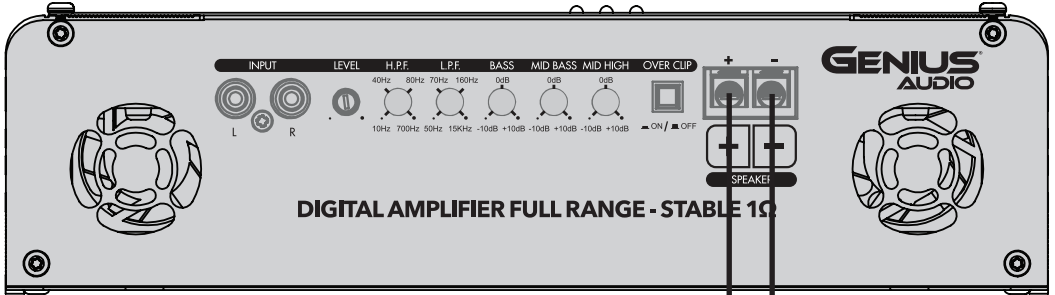 INPUT LEVEL H.P.F. L.P.F. BASS MID BASS MID HIGH OVER CLIP + -
GENIUS®
AUDIO
40Hz 80Hz 70Hz 160Hz 0dB 0dB 0dB
L R 10Hz 700Hz 50Hz 15KHz -10dB +10dB -10dB +10dB -10dB +10dB ON / OFF
+ -
SPEAKER
DIGITAL AMPLIFIER FULL RANGE - STABLE 1Ω